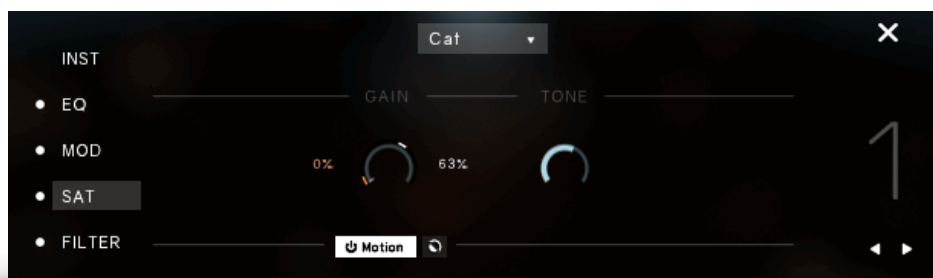 Cat
INST
EQ
GAIN TONE
MOD
0% 63%
SAT
FILTER
Motion
1